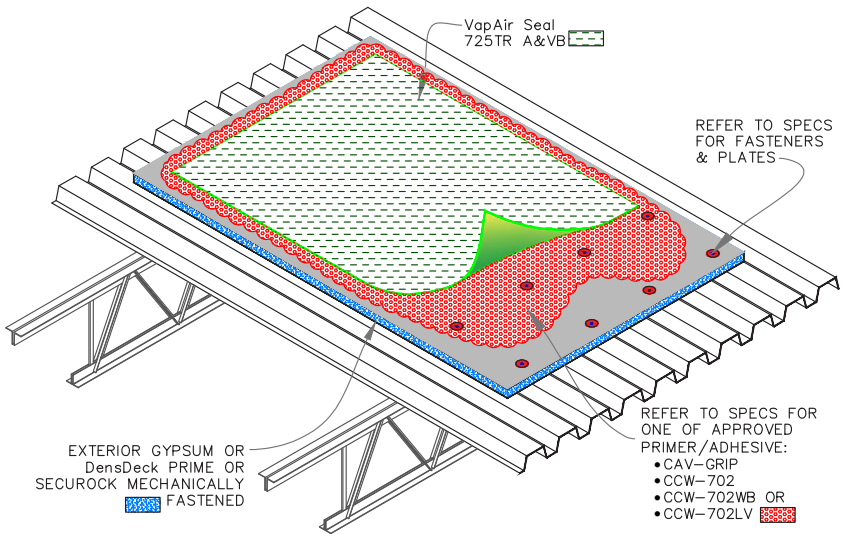 VapAir Seal
725TR A&VB
REFER TO SPECS
FOR FASTENERS
& PLATES
EXTERIOR GYPSUM OR
DensDeck PRIME OR
SECUROCK MECHANICALLY
FASTENED
REFER TO SPECS FOR
ONE OF APPROVED
PRIMER/ADHESIVE:
• CAV-GRIP
• CCW-702
• CCW-702WB OR
• CCW-702LV